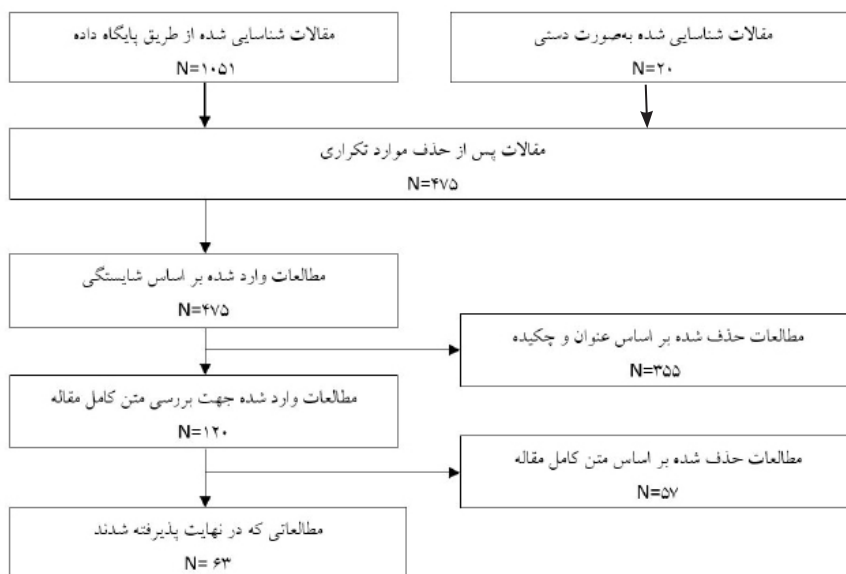 مقالات شناسایی شده به‌صورت دستی
N=۲۰
مقالات شناسایی شده از طریق پایگاه داده
N=۱۰۵۱
مقالات پس از حذف موارد تکراری
N=۴۷۵
مطالعات وارد شده بر اساس شایستگی
N=۴۷۵
مطالعات حذف شده بر اساس عنوان و چکیده
N=۳۵۵
مطالعات وارد شده جهت بررسی متن کامل مقاله
N=۱۲۰
مطالعات حذف شده بر اساس متن کامل مقاله
N=۵۷
مطالعاتی که در نهایت پذیرفته شدند
N= ۶۳